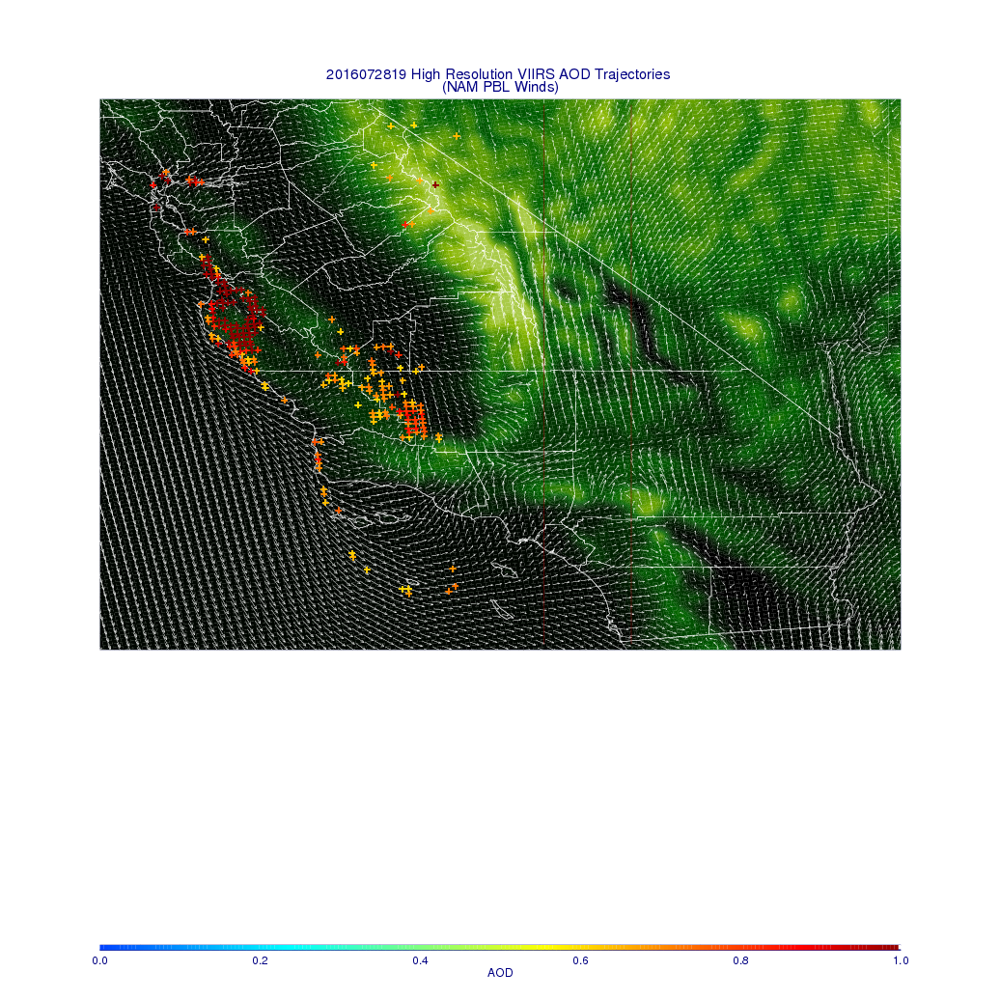 2016072819 High Resolution VIIRS AOD Trajectories
(NAM PBL Winds)
0.0 0.2 0.4 0.6 0.8 1.0
AOD